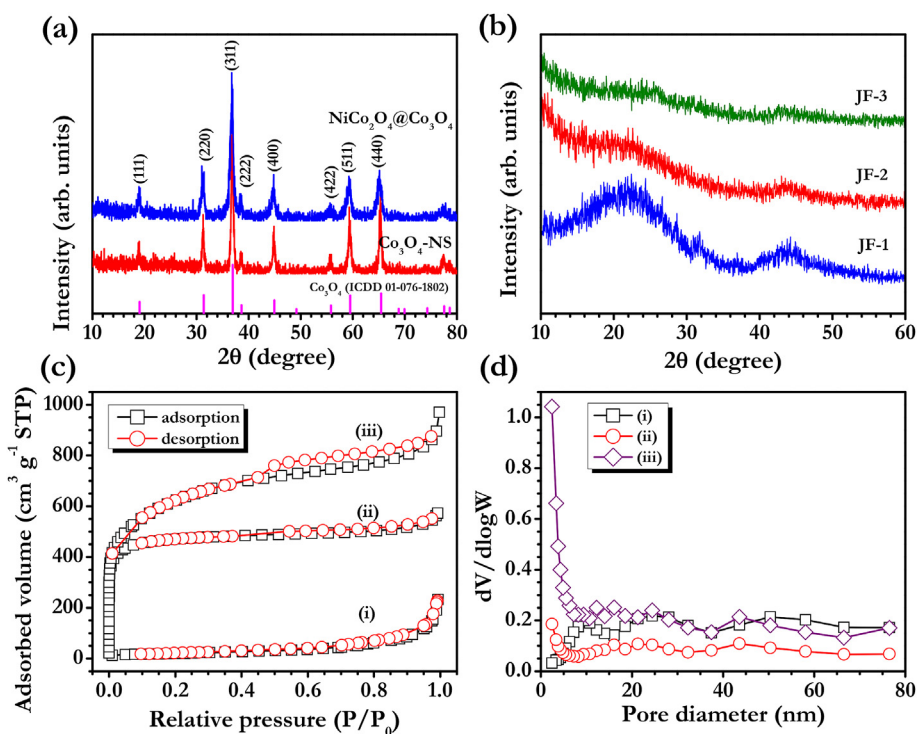 (a)
Intensity (arb. units)
(111)
(220)
(311)
(222)
(400)
(422)
(511)
(440)
NiCo₂O₄@Co₃O₄
Co₃O₄-NS
Co₃O₄ (ICDD 01-076-1802)
10 20 30 40 50 60 70 80
2θ (degree)
(b)
Intensity (arb. units)
JF-3
JF-2
JF-1
10 20 30 40 50 60
2θ (degree)
(c)
Adsorbed volume (cm³ g⁻¹ STP)
1000
800
600
400
200
0
adsorption
desorption
(iii)
(ii)
(i)
0.0 0.2 0.4 0.6 0.8 1.0
Relative pressure (P/P₀)
(d)
dV/dlogW
1.0
0.8
0.6
0.4
0.2
0.0
(i)
(ii)
(iii)
0 20 40 60 80
Pore diameter (nm)